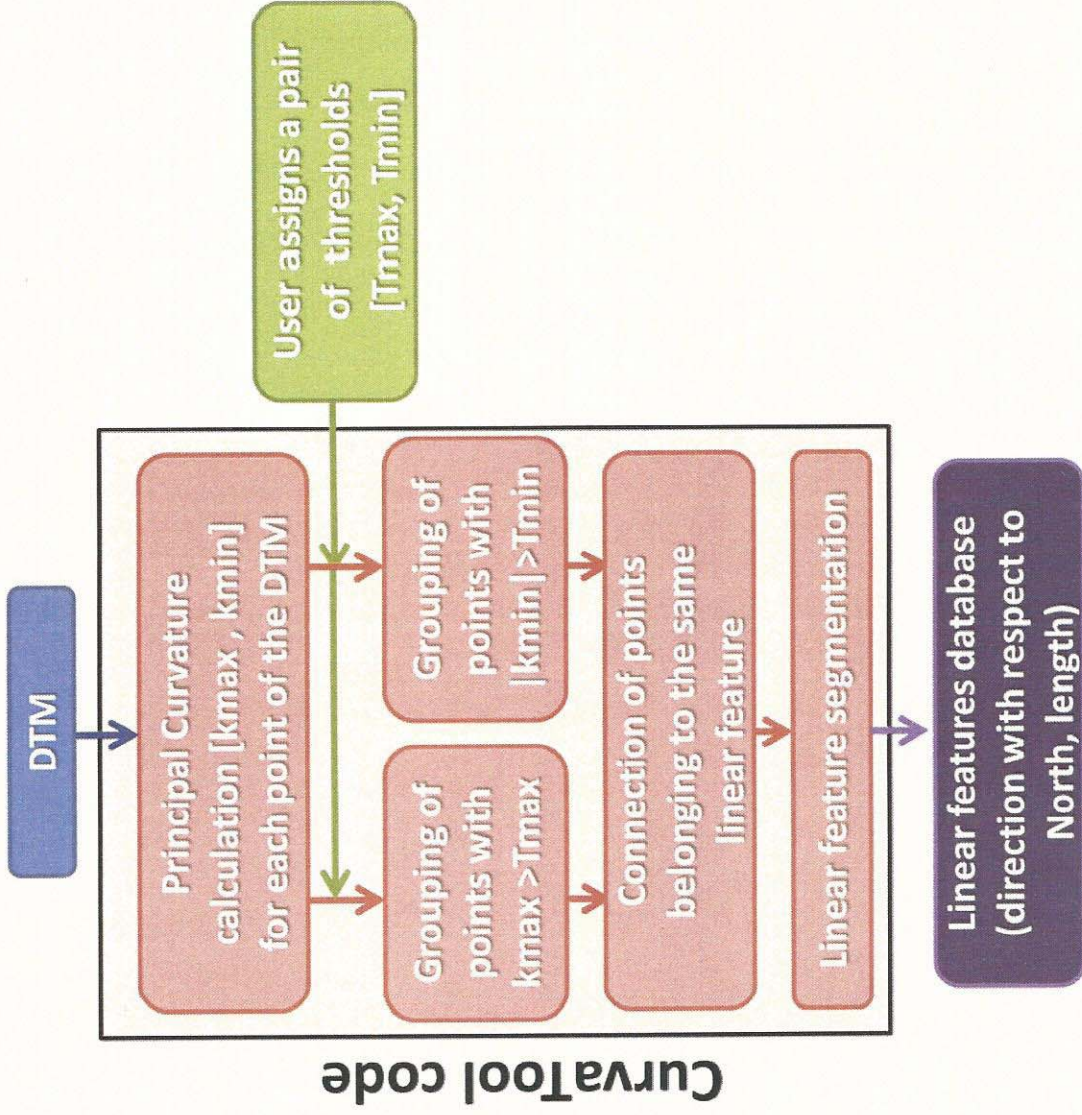 DTM
Principal Curvature
calculation [kmax , kmin]
for each point of the DTM
User assigns a pair
of thresholds
[Tmax, Tmin]
Grouping of
points with
kmax >Tmax
Grouping of
points with
|kmin|>Tmin
Connection of points
belonging to the same
linear feature
Linear feature segmentation
Linear features database
(direction with respect to
North, length)
CurvaTool code